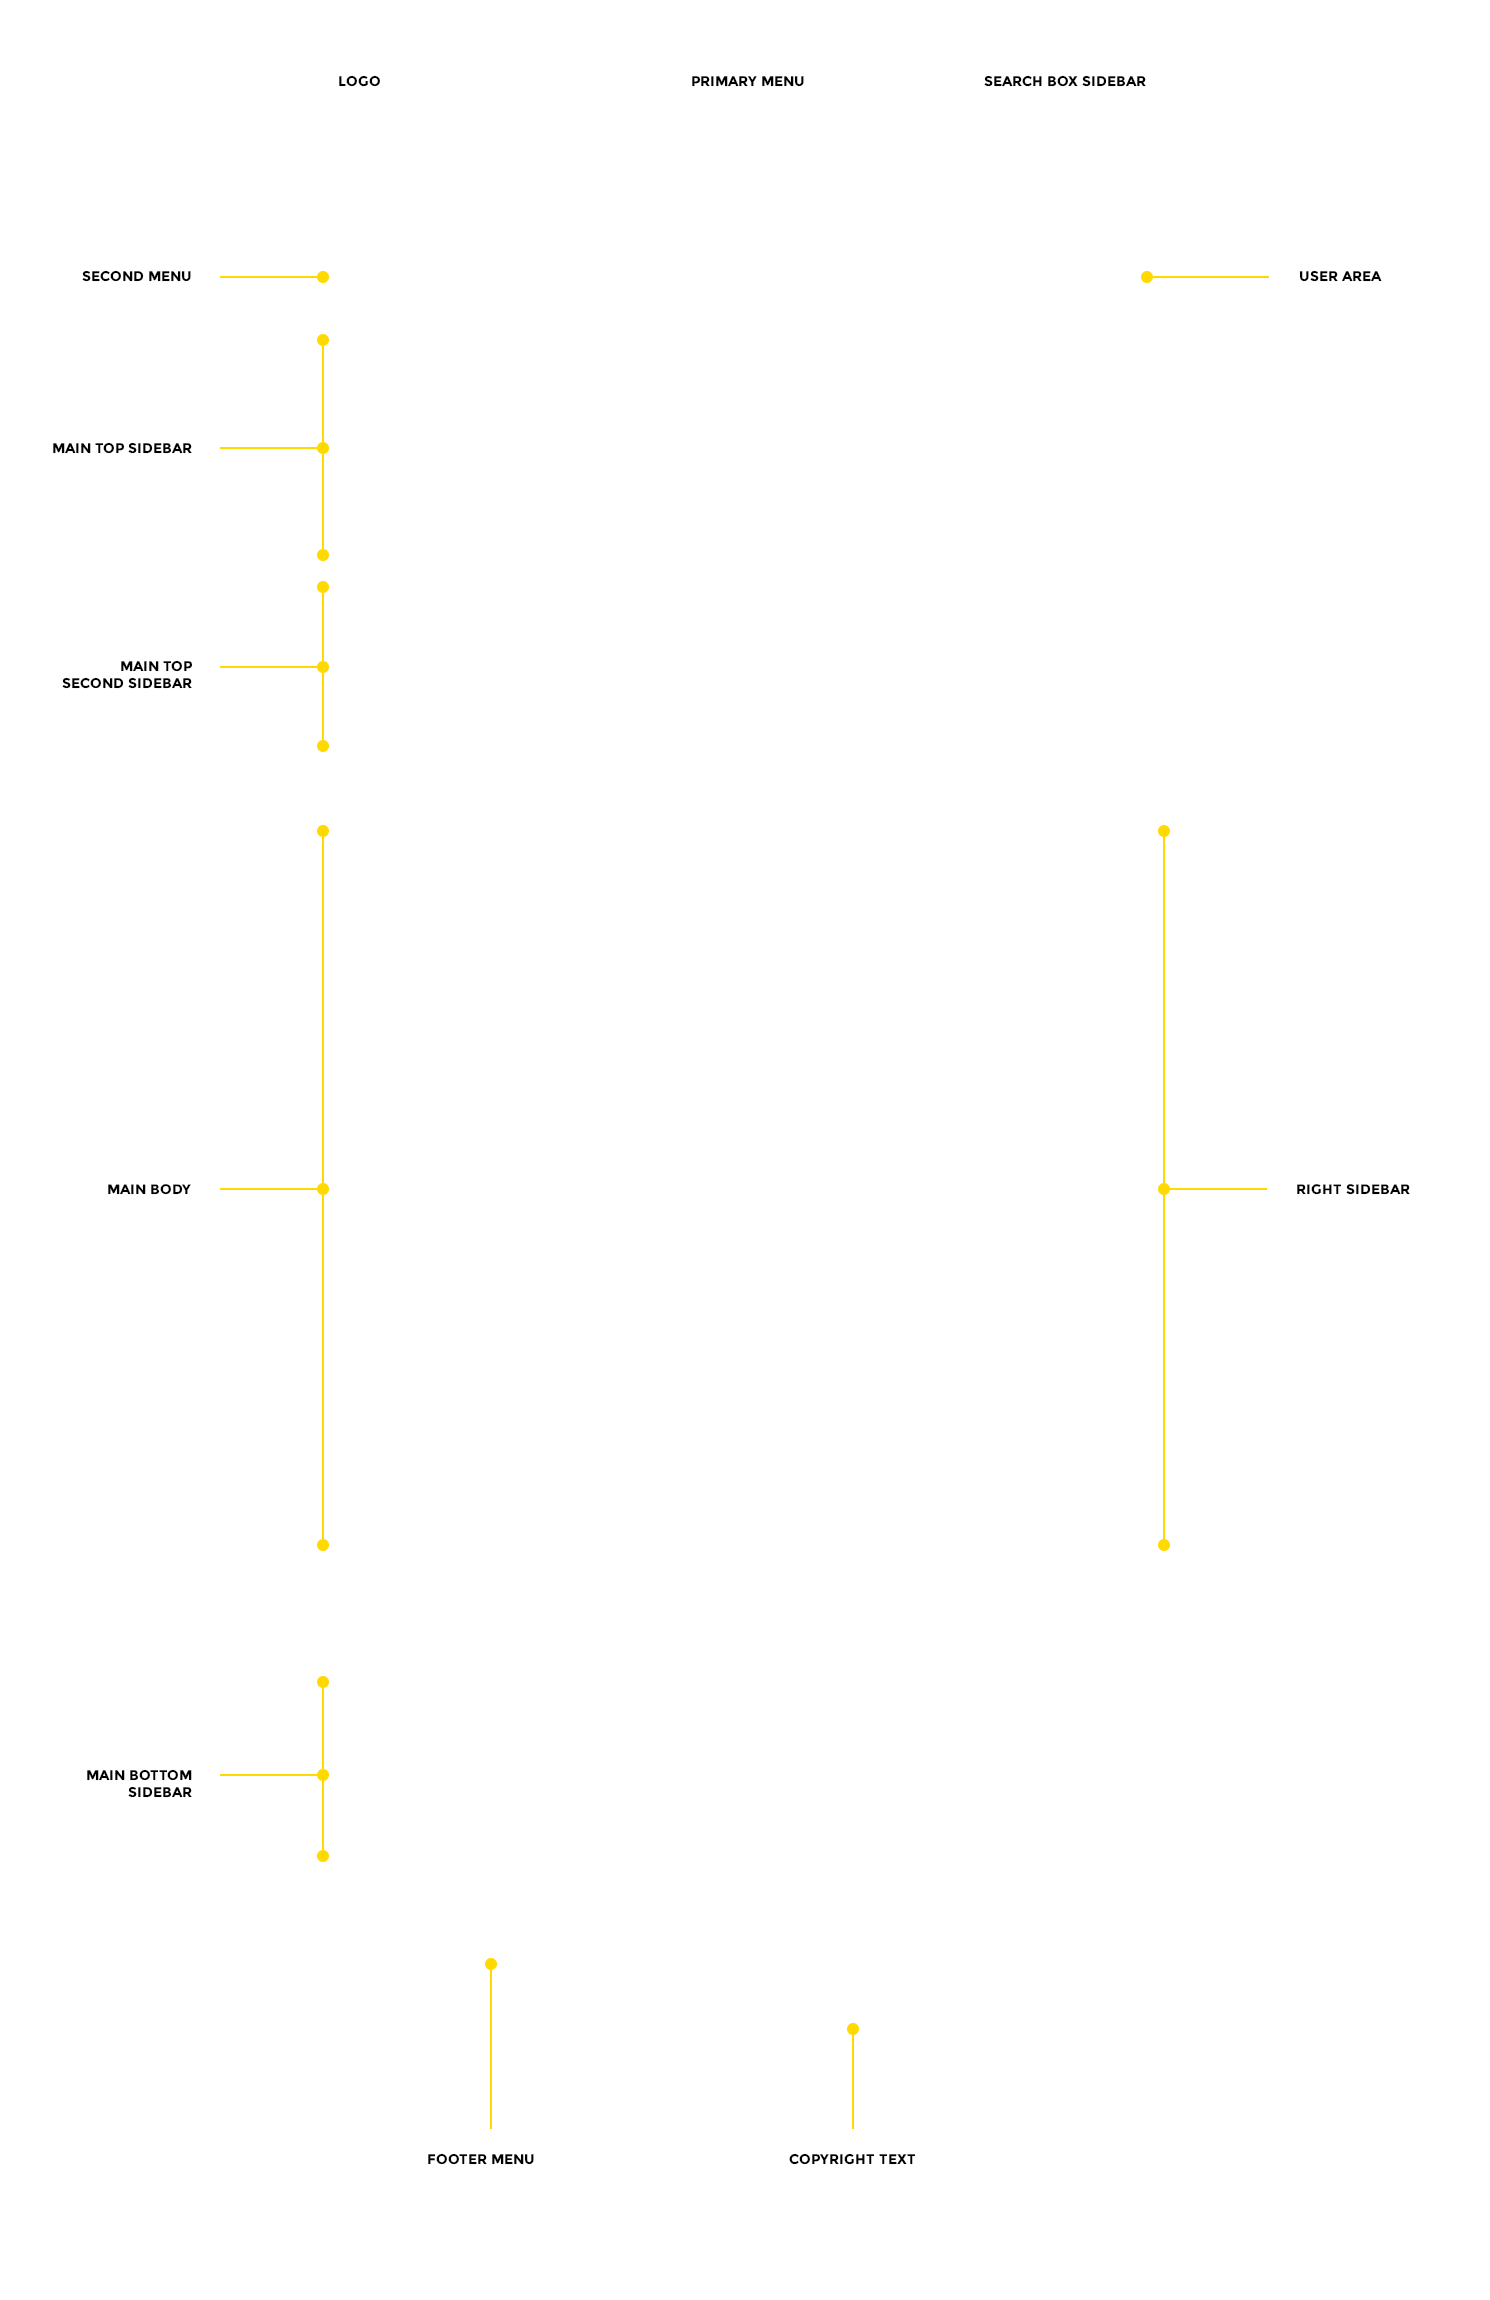 LOGO
PRIMARY MENU
SEARCH BOX SIDEBAR
SECOND MENU
USER AREA
MAIN TOP SIDEBAR
MAIN TOP
SECOND SIDEBAR
MAIN BODY
RIGHT SIDEBAR
MAIN BOTTOM
SIDEBAR
FOOTER MENU
COPYRIGHT TEXT